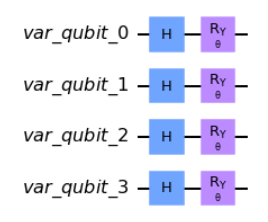 var_qubit_0 H RY θ
var_qubit_1 H RY θ
var_qubit_2 H RY θ
var_qubit_3 H RY θ